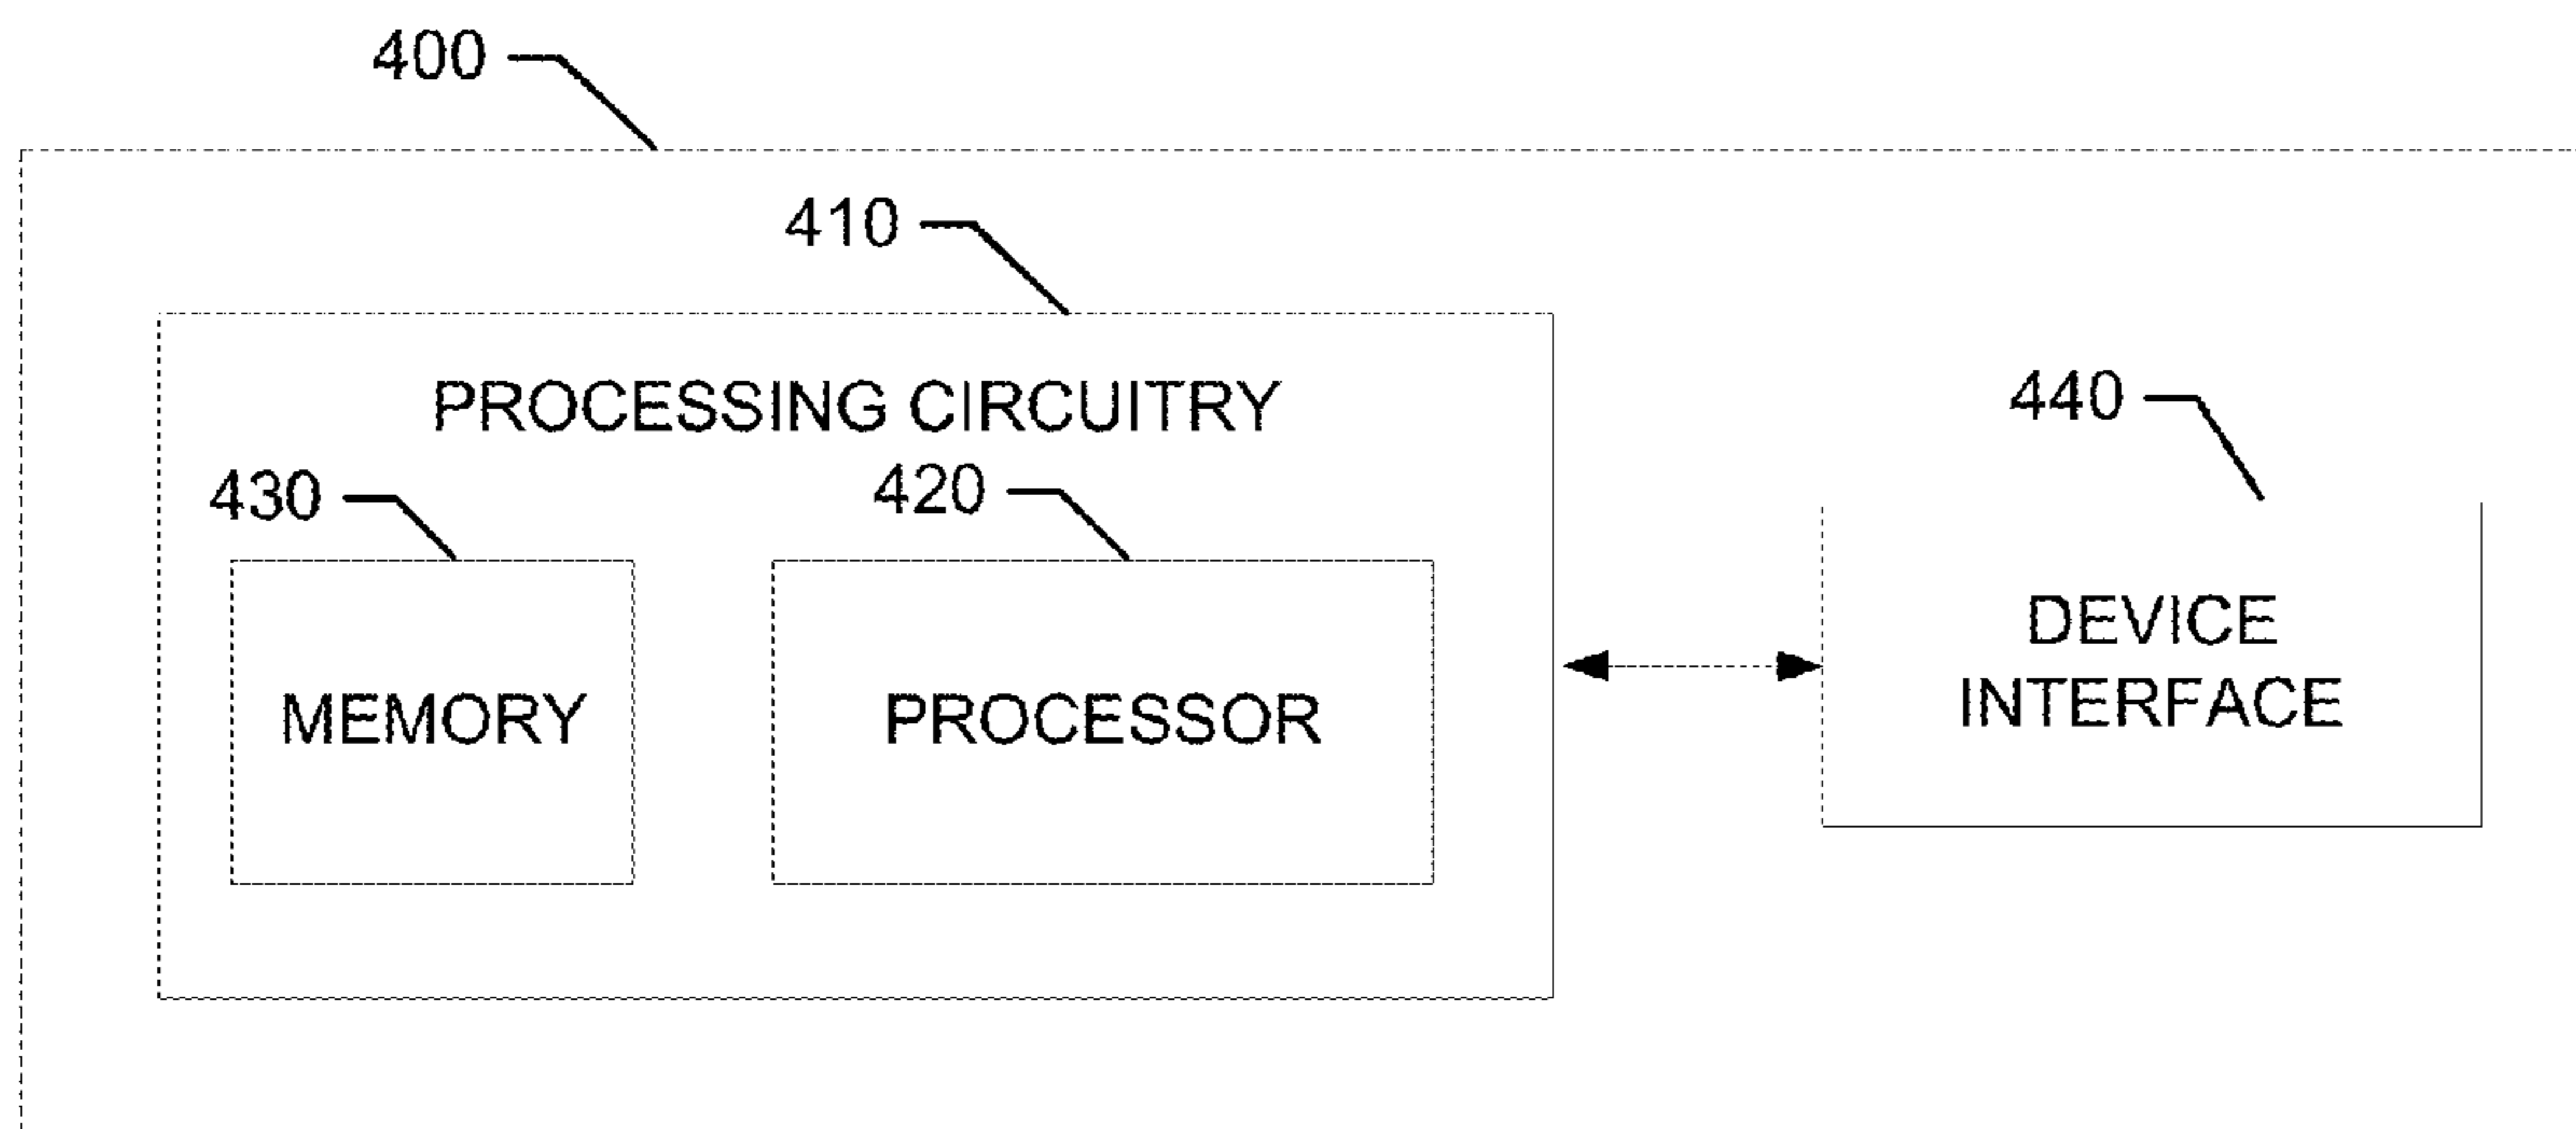 400
410
PROCESSING CIRCUITRY
440
430
420
MEMORY
PROCESSOR
DEVICE
INTERFACE